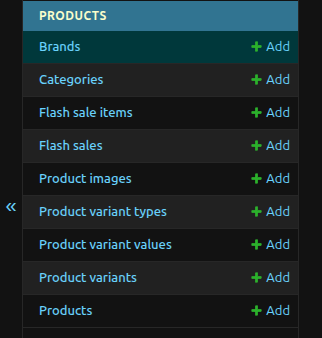 PRODUCTS
Brands + Add
Categories + Add
Flash sale items + Add
Flash sales + Add
Product images + Add
« Product variant types + Add
Product variant values + Add
Product variants + Add
Products + Add